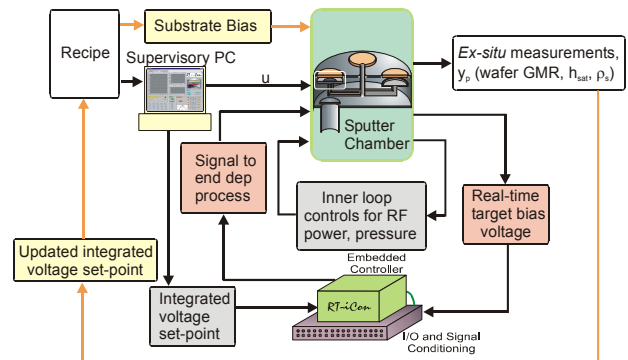 Substrate Bias
Recipe
Supervisory PC
u
Ex-situ measurements,
yp (wafer GMR, hsat, ρs)
Sputter
Chamber
Signal to
end dep
process
Inner loop
controls for RF
power, pressure
Real-time
target bias
voltage
Updated integrated
voltage set-point
Integrated
voltage
set-point
Embedded
Controller
RT-iCon
I/O and Signal
Conditioning